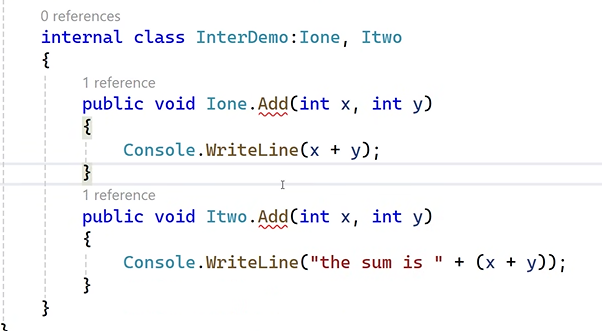 0 references
internal class InterDemo:Ione, Itwo
{
1 reference
public void Ione.Add(int x, int y)
{
Console.WriteLine(x + y);
}
1 reference
public void Itwo.Add(int x, int y)
{
Console.WriteLine("the sum is " + (x + y));
}
}
}